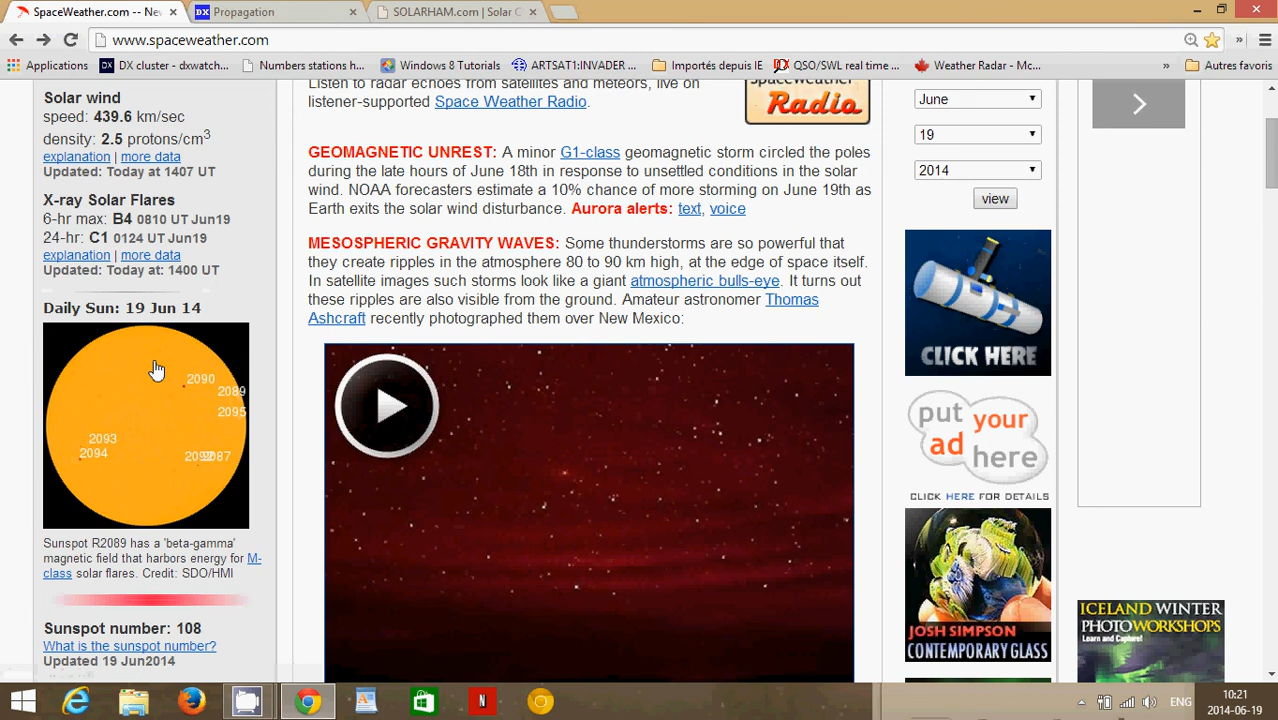 SpaceWeather.com -- Nev
DX Propagation
SOLARHAM.com | Solar C
www.spaceweather.com
Applications
DX DX cluster - dxwatch...
Numbers stations h...
Windows 8 Tutorials
ARTSAT1:INVADER ...
Importés depuis IE
QSO/SWL real time ...
Weather Radar - Mc...
»
Autres favoris
Solar wind
speed: 439.6 km/sec
density: 2.5 protons/cm3
explanation | more data
Updated: Today at 1407 UT
X-ray Solar Flares
6-hr max: B4 0810 UT Jun19
24-hr: C1 0124 UT Jun19
explanation | more data
Updated: Today at: 1400 UT
Daily Sun: 19 Jun 14
2090
2089
2095
2093
2094
2087
Sunspot R2089 has a 'beta-gamma'
magnetic field that harbors energy for M-
class solar flares. Credit: SDO/HMI
Sunspot number: 108
What is the sunspot number?
Updated 19 Jun2014
Listen to radar echoes from satellites and meteors, live on
listener-supported Space Weather Radio.
Spaceweather
Radio
GEOMAGNETIC UNREST: A minor G1-class geomagnetic storm circled the poles
during the late hours of June 18th in response to unsettled conditions in the solar
wind. NOAA forecasters estimate a 10% chance of more storming on June 19th as
Earth exits the solar wind disturbance. Aurora alerts: text, voice
MESOSPHERIC GRAVITY WAVES: Some thunderstorms are so powerful that
they create ripples in the atmosphere 80 to 90 km high, at the edge of space itself.
In satellite images such storms look like a giant atmospheric bulls-eye. It turns out
these ripples are also visible from the ground. Amateur astronomer Thomas
Ashcraft recently photographed them over New Mexico:
June
19
2014
view
CLICK HERE
put your
ad here
CLICK HERE FOR DETAILS
JOSH SIMPSON
CONTEMPORARY GLASS
ICELAND WINTER
PHOTOWORKSHOPS
Learn and Capture!
N
ENG
10:21
2014-06-19